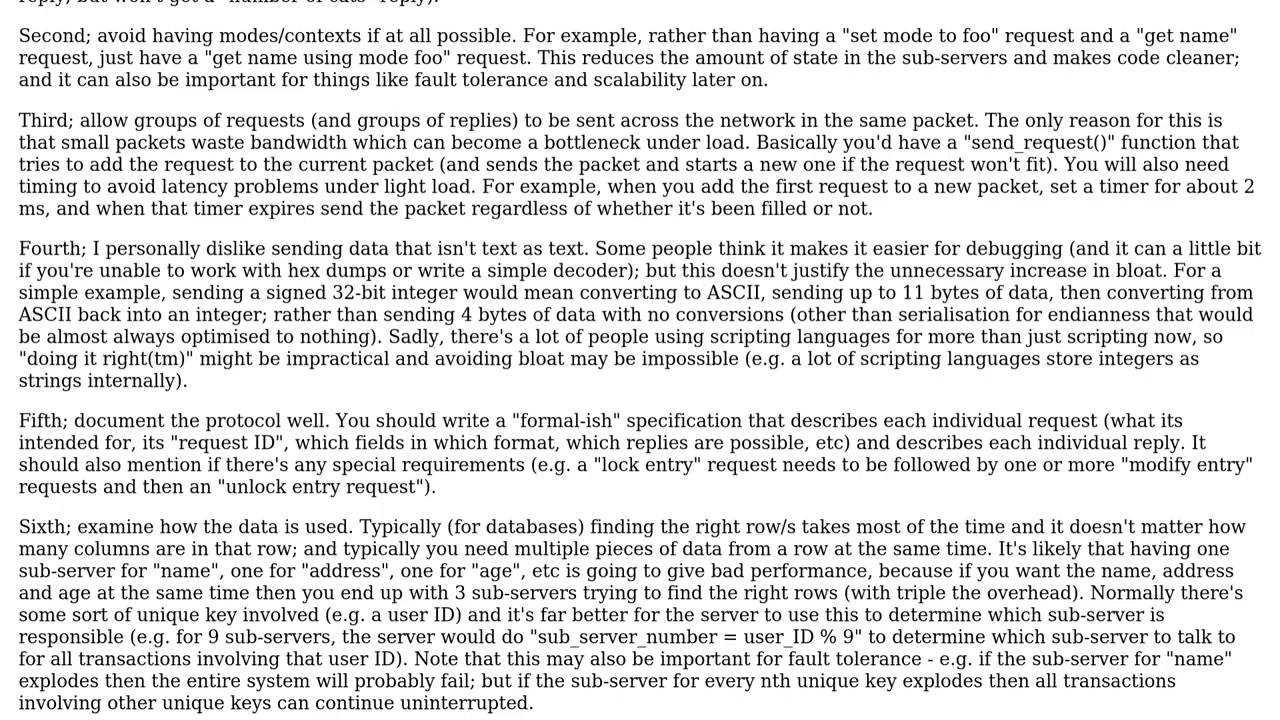 Second; avoid having modes/contexts if at all possible. For example, rather than having a "set mode to foo" request and a "get name"
request, just have a "get name using mode foo" request. This reduces the amount of state in the sub-servers and makes code cleaner;
and it can also be important for things like fault tolerance and scalability later on.
Third; allow groups of requests (and groups of replies) to be sent across the network in the same packet. The only reason for this is
that small packets waste bandwidth which can become a bottleneck under load. Basically you'd have a "send_request()" function that
tries to add the request to the current packet (and sends the packet and starts a new one if the request won't fit). You will also need
timing to avoid latency problems under light load. For example, when you add the first request to a new packet, set a timer for about 2
ms, and when that timer expires send the packet regardless of whether it's been filled or not.
Fourth; I personally dislike sending data that isn't text as text. Some people think it makes it easier for debugging (and it can a little bit
if you're unable to work with hex dumps or write a simple decoder); but this doesn't justify the unnecessary increase in bloat. For a
simple example, sending a signed 32-bit integer would mean converting to ASCII, sending up to 11 bytes of data, then converting from
ASCII back into an integer; rather than sending 4 bytes of data with no conversions (other than serialisation for endianness that would
be almost always optimised to nothing). Sadly, there's a lot of people using scripting languages for more than just scripting now, so
"doing it right(tm)" might be impractical and avoiding bloat may be impossible (e.g. a lot of scripting languages store integers as
strings internally).
Fifth; document the protocol well. You should write a "formal-ish" specification that describes each individual request (what its
intended for, its "request ID", which fields in which format, which replies are possible, etc) and describes each individual reply. It
should also mention if there's any special requirements (e.g. a "lock entry" request needs to be followed by one or more "modify entry"
requests and then an "unlock entry request").
Sixth; examine how the data is used. Typically (for databases) finding the right row/s takes most of the time and it doesn't matter how
many columns are in that row; and typically you need multiple pieces of data from a row at the same time. It's likely that having one
sub-server for "name", one for "address", one for "age", etc is going to give bad performance, because if you want the name, address
and age at the same time then you end up with 3 sub-servers trying to find the right rows (with triple the overhead). Normally there's
some sort of unique key involved (e.g. a user ID) and it's far better for the server to use this to determine which sub-server is
responsible (e.g. for 9 sub-servers, the server would do "sub_server_number = user_ID % 9" to determine which sub-server to talk to
for all transactions involving that user ID). Note that this may also be important for fault tolerance - e.g. if the sub-server for "name"
explodes then the entire system will probably fail; but if the sub-server for every nth unique key explodes then all transactions
involving other unique keys can continue uninterrupted.